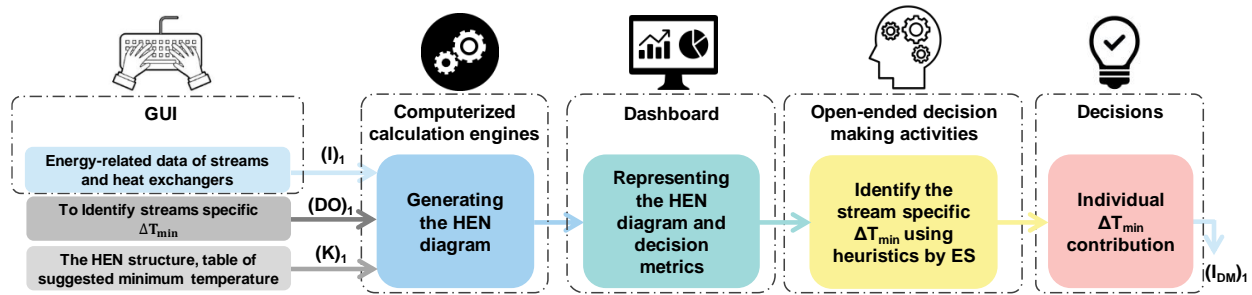 GUI
Energy-related data of streams
and heat exchangers
To Identify streams specific
ΔTmin
The HEN structure, table of
suggested minimum temperature
(I)1
(DO)1
(K)1
Computerized
calculation engines
Generating
the HEN
diagram
Dashboard
Representing
the HEN
diagram and
decision
metrics
Open-ended decision
making activities
Identify the
stream specific
ΔTmin using
heuristics by ES
Decisions
Individual
ΔTmin
contribution
(IDM)1